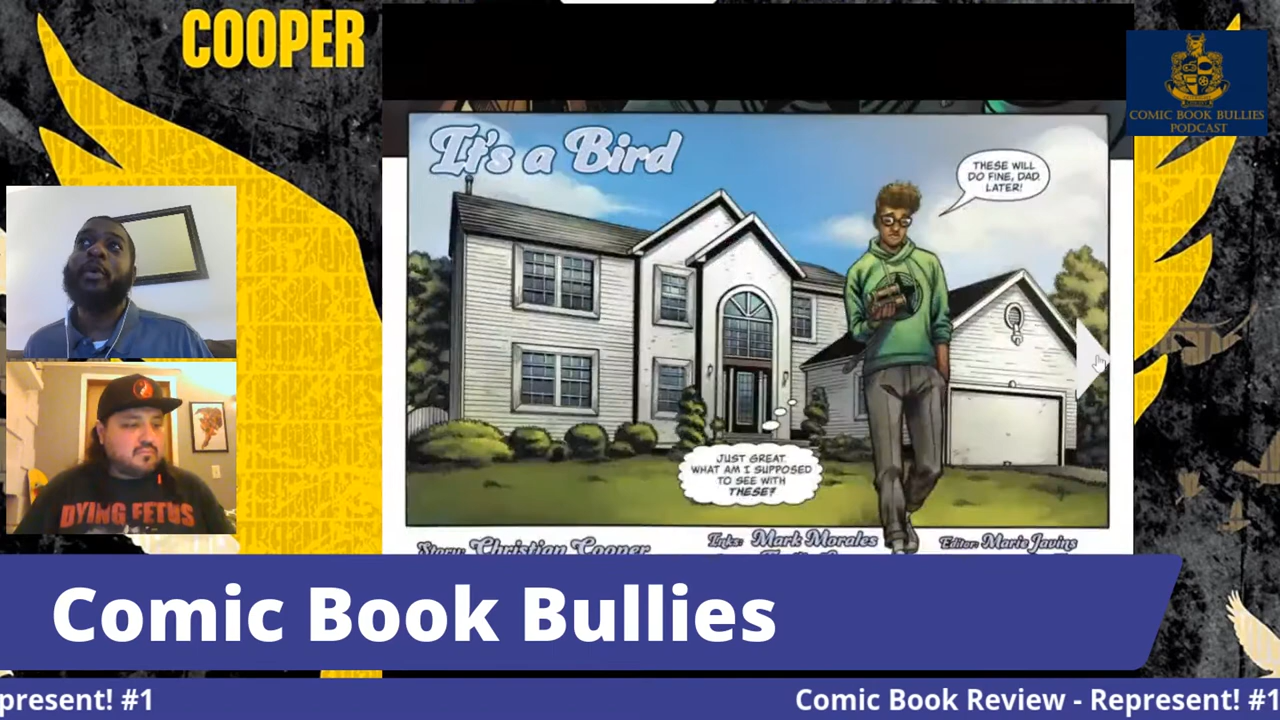 COOPER
COMIC BOOK BULLIES
PODCAST
It's a Bird
THESE WILL
DO FINE, DAD.
LATER!
JUST GREAT.
WHAT AM I SUPPOSED
TO SEE WITH
THESE?
Story: Christian Cooper
Inks: Mark Morales
Editor: Marie Javins
DYING FETUS
Comic Book Bullies
present! #1
Comic Book Review - Represent! #1